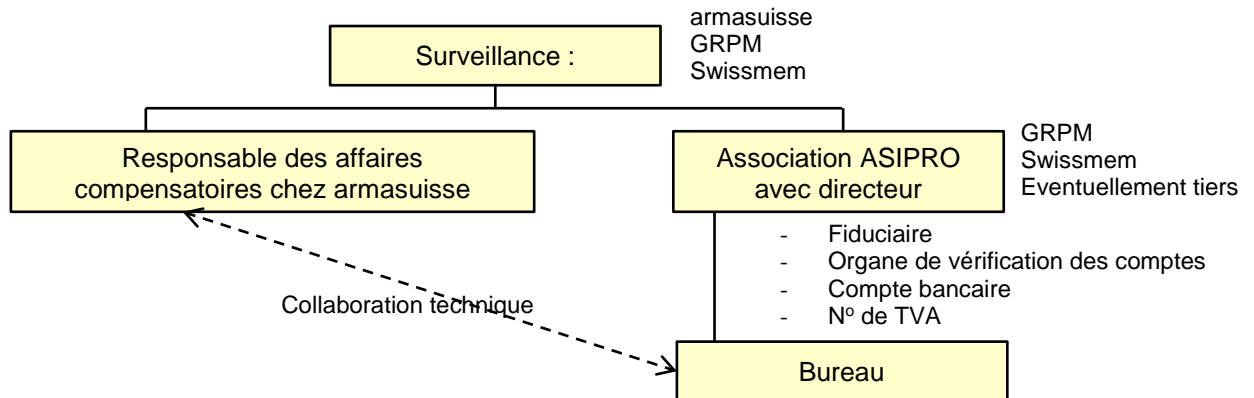 armasuisse
GRPM
Swissmem
Surveillance :
Responsable des affaires
compensatoires chez armasuisse
Association ASIPRO
avec directeur
GRPM
Swissmem
Eventuellement tiers
- Fiduciaire
- Organe de vérification des comptes
- Compte bancaire
- Nº de TVA
Collaboration technique
Bureau